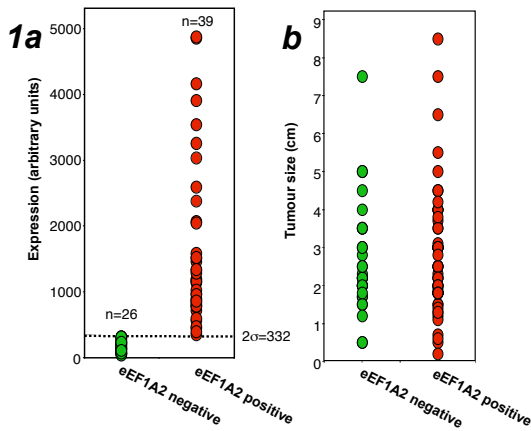 1a
Expression (arbitrary units)
5000
4000
3000
2000
1000
0
n=39
n=26
2σ=332
eEF1A2 negative
eEF1A2 positive
b
Tumour size (cm)
9
8
7
6
5
4
3
2
1
0
eEF1A2 negative
eEF1A2 positive